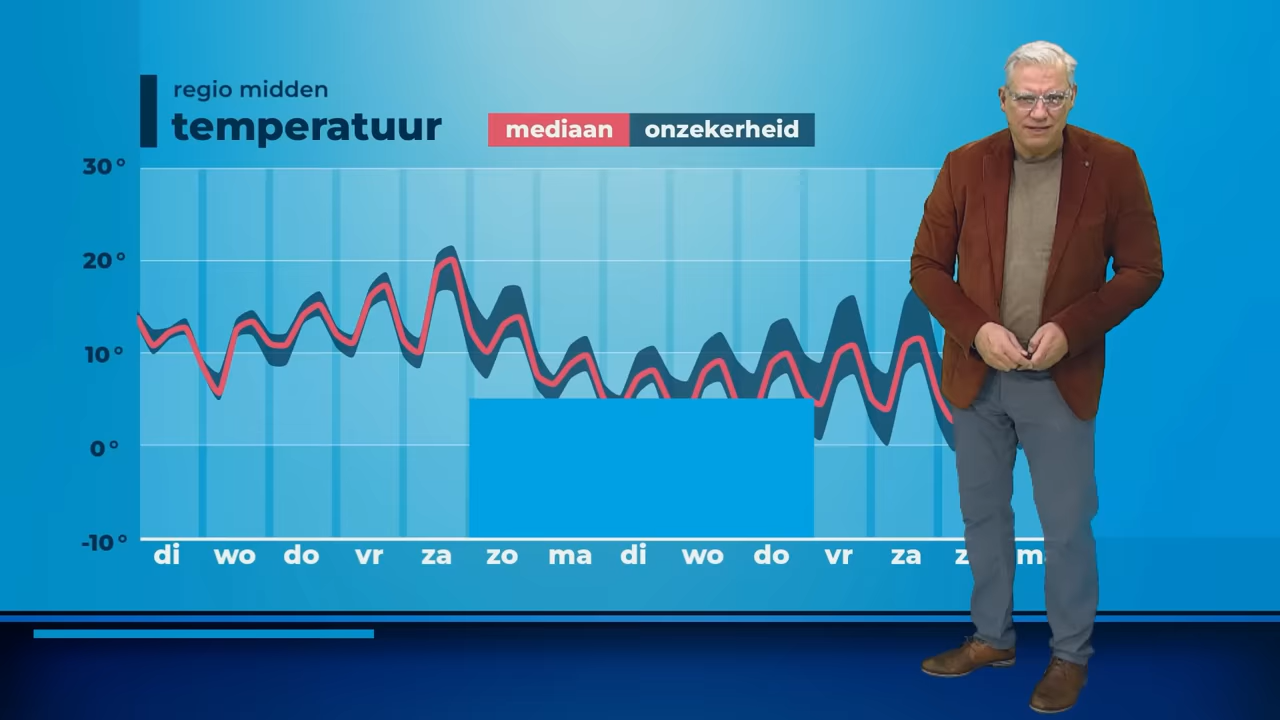 regio midden
temperatuur
mediaan onzekerheid
30°
20°
10°
0°
-10°
di wo do vr za zo ma di wo do vr za